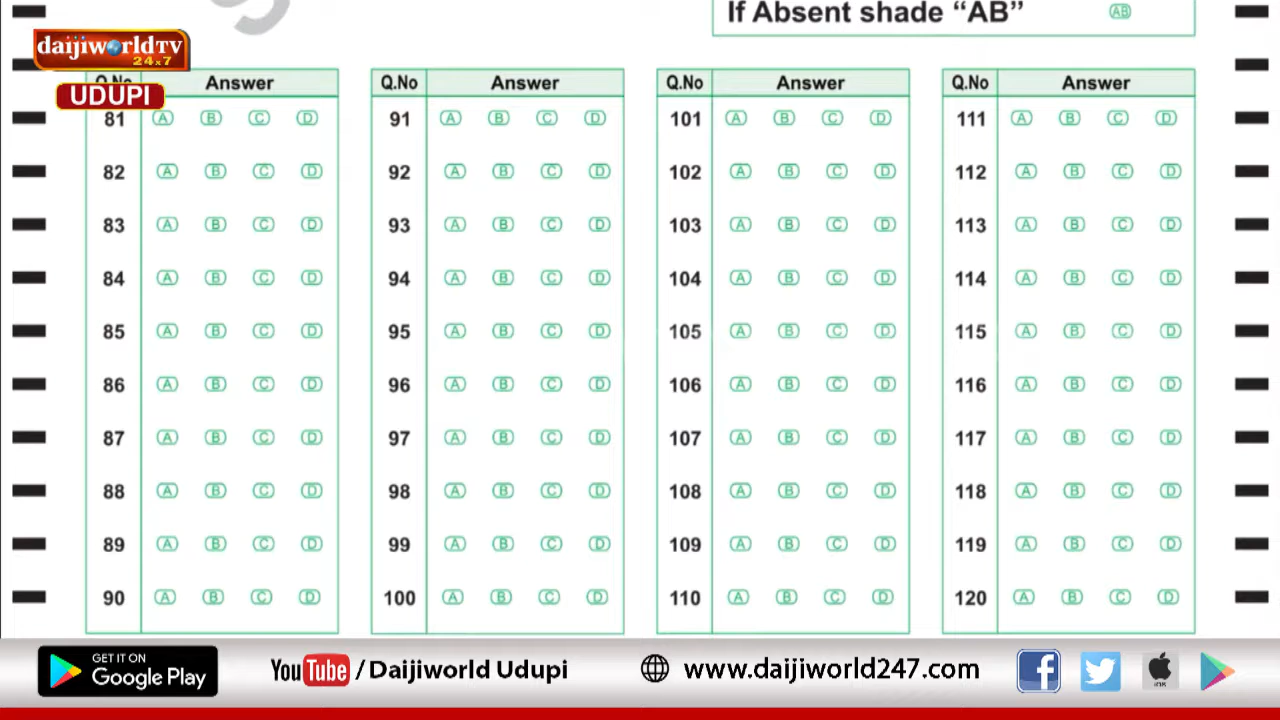 If Absent shade “AB” AB
daijiworldTV
24x7
UDUPI
Q.No Answer Q.No Answer Q.No Answer Q.No Answer
81 A B C D 91 A B C D 101 A B C D 111 A B C D
82 A B C D 92 A B C D 102 A B C D 112 A B C D
83 A B C D 93 A B C D 103 A B C D 113 A B C D
84 A B C D 94 A B C D 104 A B C D 114 A B C D
85 A B C D 95 A B C D 105 A B C D 115 A B C D
86 A B C D 96 A B C D 106 A B C D 116 A B C D
87 A B C D 97 A B C D 107 A B C D 117 A B C D
88 A B C D 98 A B C D 108 A B C D 118 A B C D
89 A B C D 99 A B C D 109 A B C D 119 A B C D
90 A B C D 100 A B C D 110 A B C D 120 A B C D
GET IT ON
Google Play
YouTube / Daijiworld Udupi
www.daijiworld247.com